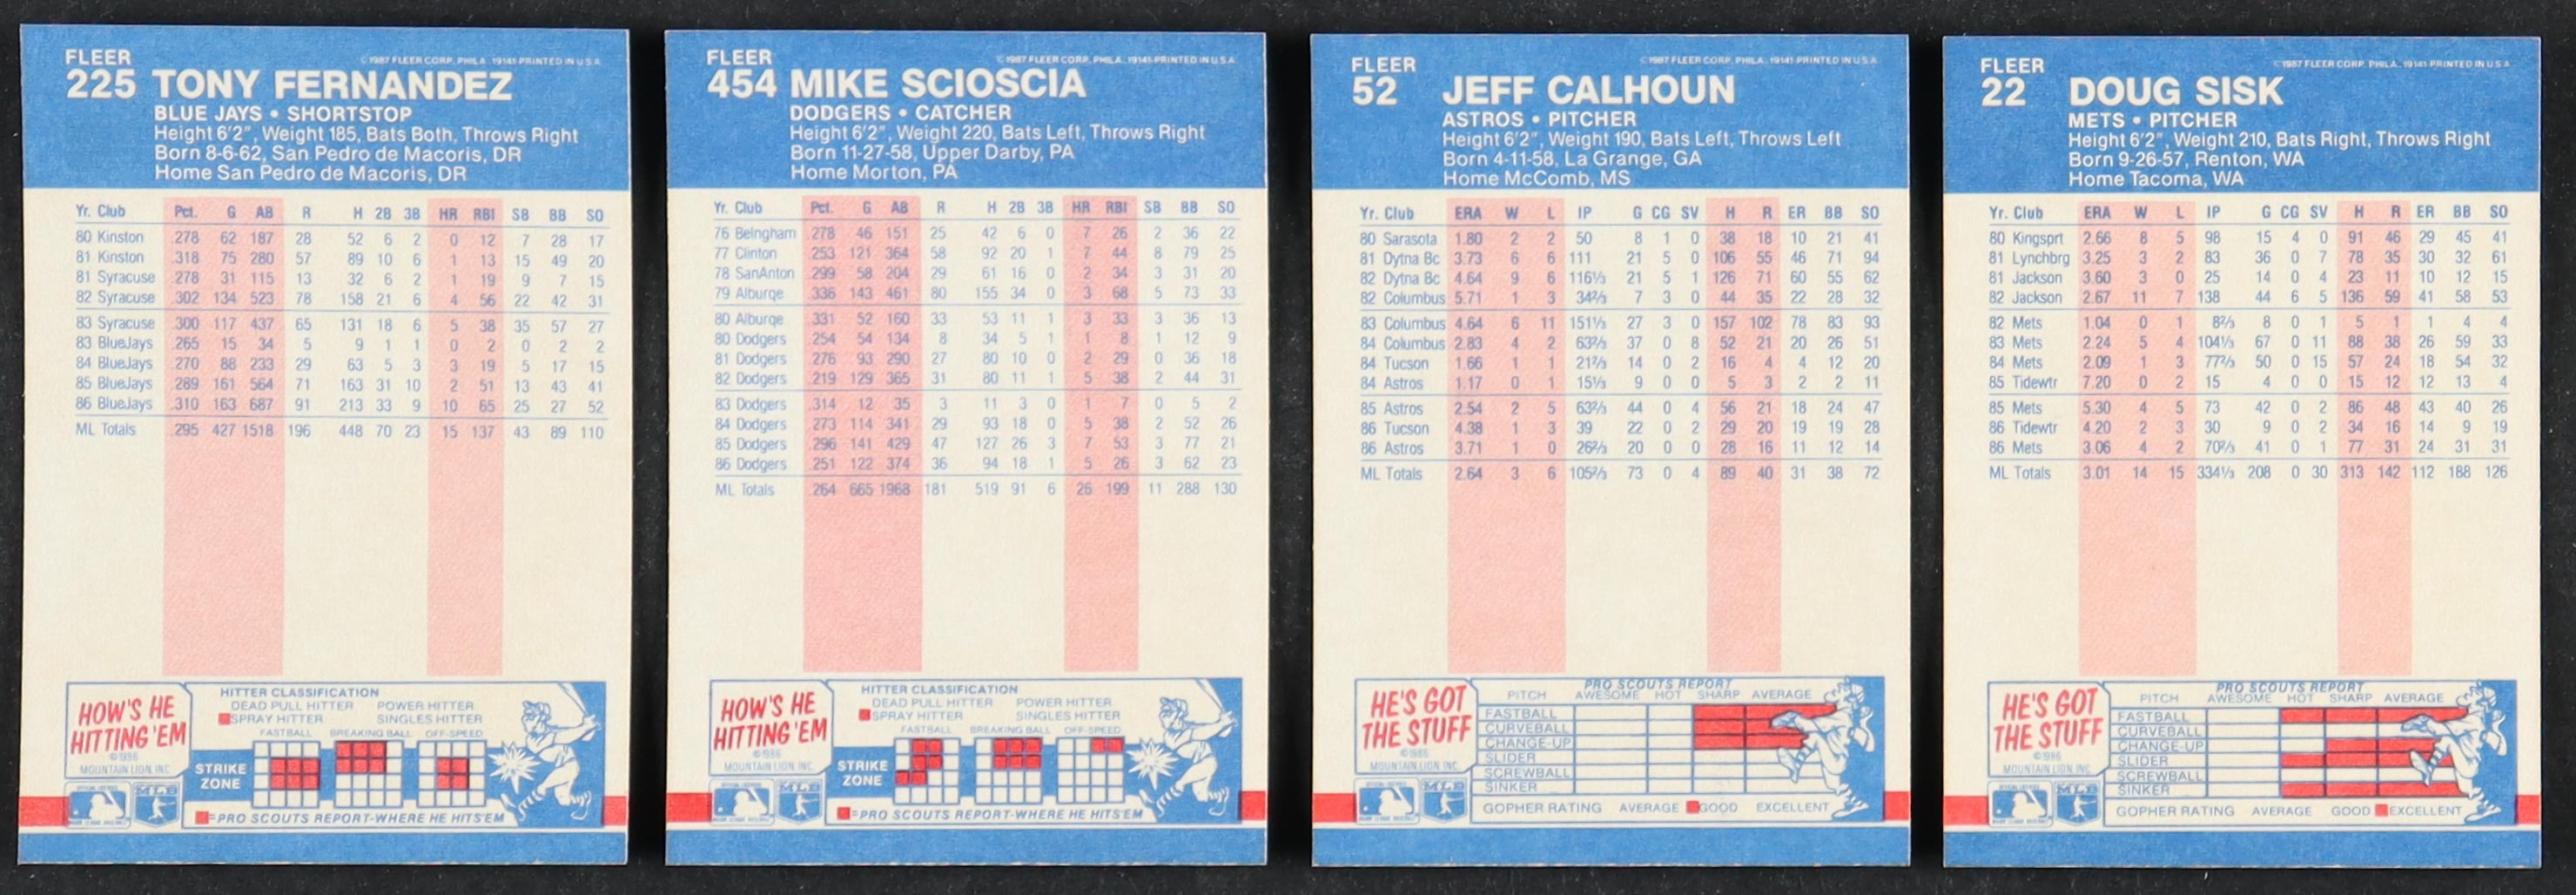 FLEER
©1987 FLEER CORP. PHILA. 19141-PRINTED IN U.S.A.
225 TONY FERNANDEZ
BLUE JAYS • SHORTSTOP
Height 6'2", Weight 185, Bats Both, Throws Right
Born 8-6-62, San Pedro de Macoris, DR
Home San Pedro de Macoris, DR
Yr. Club Pct. G AB R H 2B 3B HR RBI SB BB SO
80 Kinston .278 62 187 28 52 6 2 0 12 7 28 17
81 Kinston .318 75 280 57 89 10 6 1 13 15 49 20
81 Syracuse .278 31 115 13 32 6 2 1 19 9 7 15
82 Syracuse .302 134 523 78 158 21 6 4 56 22 42 31
83 Syracuse .300 117 437 65 131 18 6 5 38 35 57 27
83 BlueJays .265 15 34 5 9 1 1 0 2 0 2 2
84 BlueJays .270 88 233 29 63 5 3 3 19 5 17 15
85 BlueJays .289 161 564 71 163 31 10 2 51 13 43 41
86 BlueJays .310 163 687 91 213 33 9 10 65 25 27 52
ML Totals .295 427 1518 196 448 70 23 15 137 43 89 110
HOW'S HE
HITTING 'EM
©1986
MOUNTAIN LION, INC.
HITTER CLASSIFICATION
DEAD PULL HITTER POWER HITTER
SPRAY HITTER SINGLES HITTER
FASTBALL BREAKING BALL OFF-SPEED
STRIKE
ZONE
MLB
=PRO SCOUTS REPORT-WHERE HE HITS 'EM
FLEER
©1987 FLEER CORP. PHILA. 19141-PRINTED IN U.S.A.
454 MIKE SCIOSCIA
DODGERS • CATCHER
Height 6'2", Weight 220, Bats Left, Throws Right
Born 11-27-58, Upper Darby, PA
Home Morton, PA
Yr. Club Pct. G AB R H 2B 3B HR RBI SB BB SO
76 Belngham .278 46 151 25 42 6 0 7 26 2 36 22
77 Clinton .253 121 364 58 92 20 1 7 44 8 79 25
78 SanAnton .299 58 204 29 61 16 0 2 34 3 31 20
79 Alburqe .336 143 461 80 155 34 0 3 68 5 73 33
80 Alburqe .331 52 160 33 53 11 1 3 33 3 36 13
80 Dodgers .254 54 134 8 34 5 1 1 8 1 12 9
81 Dodgers .276 93 290 27 80 10 0 2 29 0 36 18
82 Dodgers .219 129 365 31 80 11 1 5 38 2 44 31
83 Dodgers .314 12 35 3 11 3 0 1 7 0 5 2
84 Dodgers .273 114 341 29 93 18 0 5 38 2 52 26
85 Dodgers .296 141 429 47 127 26 3 7 53 3 77 21
86 Dodgers .251 122 374 36 94 18 1 5 26 3 62 23
ML Totals .264 665 1968 181 519 91 6 26 199 11 288 130
HOW'S HE
HITTING 'EM
©1986
MOUNTAIN LION, INC.
HITTER CLASSIFICATION
DEAD PULL HITTER POWER HITTER
SPRAY HITTER SINGLES HITTER
FASTBALL BREAKING BALL OFF-SPEED
STRIKE
ZONE
MLB
=PRO SCOUTS REPORT-WHERE HE HITS 'EM
FLEER
©1987 FLEER CORP. PHILA. 19141-PRINTED IN U.S.A.
52 JEFF CALHOUN
ASTROS • PITCHER
Height 6'2", Weight 190, Bats Left, Throws Left
Born 4-11-58, La Grange, GA
Home McComb, MS
Yr. Club ERA W L IP G CG SV H R ER BB SO
80 Sarasota 1.80 2 2 50 8 1 0 38 18 10 21 41
81 Dytna Bc 3.73 6 6 111 21 5 0 106 55 46 71 94
82 Dytna Bc 4.64 9 6 116⅓ 21 5 1 126 71 60 55 62
82 Columbus 5.71 1 3 34⅔ 7 3 0 44 35 22 28 32
83 Columbus 4.64 6 11 151⅓ 27 3 0 157 102 78 83 93
84 Columbus 2.83 4 2 63⅔ 37 0 8 52 21 20 26 51
84 Tucson 1.66 1 1 21⅔ 14 0 2 16 4 4 12 20
84 Astros 1.17 0 1 15⅓ 9 0 0 5 3 2 2 11
85 Astros 2.54 2 5 63⅔ 44 0 4 56 21 18 24 47
86 Tucson 4.38 1 3 39 22 0 2 29 20 19 19 28
86 Astros 3.71 1 0 26⅔ 20 0 0 28 16 11 12 14
ML Totals 2.64 3 6 105⅔ 73 0 4 89 40 31 38 72
HE'S GOT
THE STUFF
©1986
MOUNTAIN LION, INC.
PRO SCOUTS REPORT
PITCH AWESOME HOT SHARP AVERAGE
FASTBALL
CURVEBALL
CHANGE-UP
SLIDER
SCREWBALL
SINKER
MLB
GOPHER RATING AVERAGE GOOD EXCELLENT
FLEER
©1987 FLEER CORP. PHILA. 19141-PRINTED IN U.S.A.
22 DOUG SISK
METS • PITCHER
Height 6'2", Weight 210, Bats Right, Throws Right
Born 9-26-57, Renton, WA
Home Tacoma, WA
Yr. Club ERA W L IP G CG SV H R ER BB SO
80 Kingsprt 2.66 8 5 98 15 4 0 91 46 29 45 41
81 Lynchbrg 3.25 3 2 83 36 0 7 78 35 30 32 61
81 Jackson 3.60 3 0 25 14 0 4 23 11 10 12 15
82 Jackson 2.67 11 7 138 44 6 5 136 59 41 58 53
82 Mets 1.04 0 1 8⅔ 8 0 1 5 1 1 4 4
83 Mets 2.24 5 4 104⅓ 67 0 11 88 38 26 59 33
84 Mets 2.09 1 3 77⅔ 50 0 15 57 24 18 54 32
85 Tidewtr 7.20 0 2 15 4 0 0 15 12 12 13 4
85 Mets 5.30 4 5 73 42 0 2 86 48 43 40 26
86 Tidewtr 4.20 2 3 30 9 0 2 34 16 14 9 19
86 Mets 3.06 4 2 70⅔ 41 0 1 77 31 24 31 31
ML Totals 3.01 14 15 334⅓ 208 0 30 313 142 112 188 126
HE'S GOT
THE STUFF
©1986
MOUNTAIN LION, INC.
PRO SCOUTS REPORT
PITCH AWESOME HOT SHARP AVERAGE
FASTBALL
CURVEBALL
CHANGE-UP
SLIDER
SCREWBALL
SINKER
MLB
GOPHER RATING AVERAGE GOOD EXCELLENT